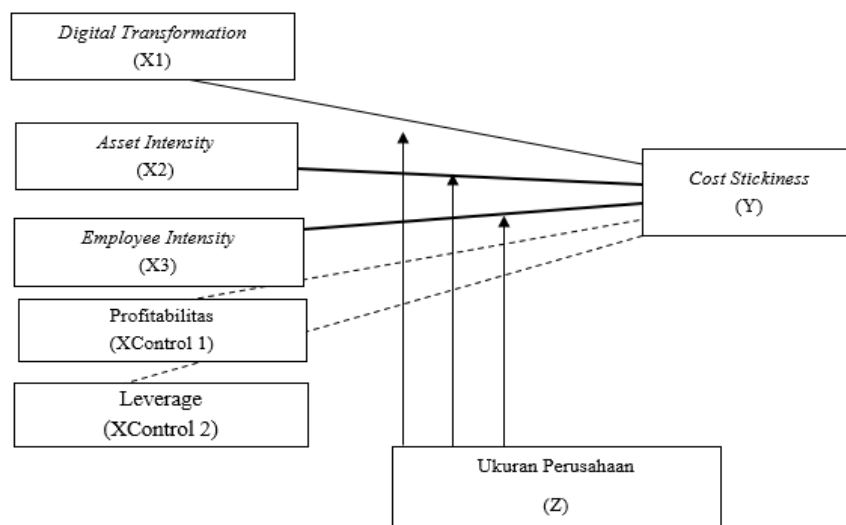 Digital Transformation
(X1)
Asset Intensity
(X2)
Employee Intensity
(X3)
Profitabilitas
(XControl 1)
Leverage
(XControl 2)
Cost Stickiness
(Y)
Ukuran Perusahaan
(Z)